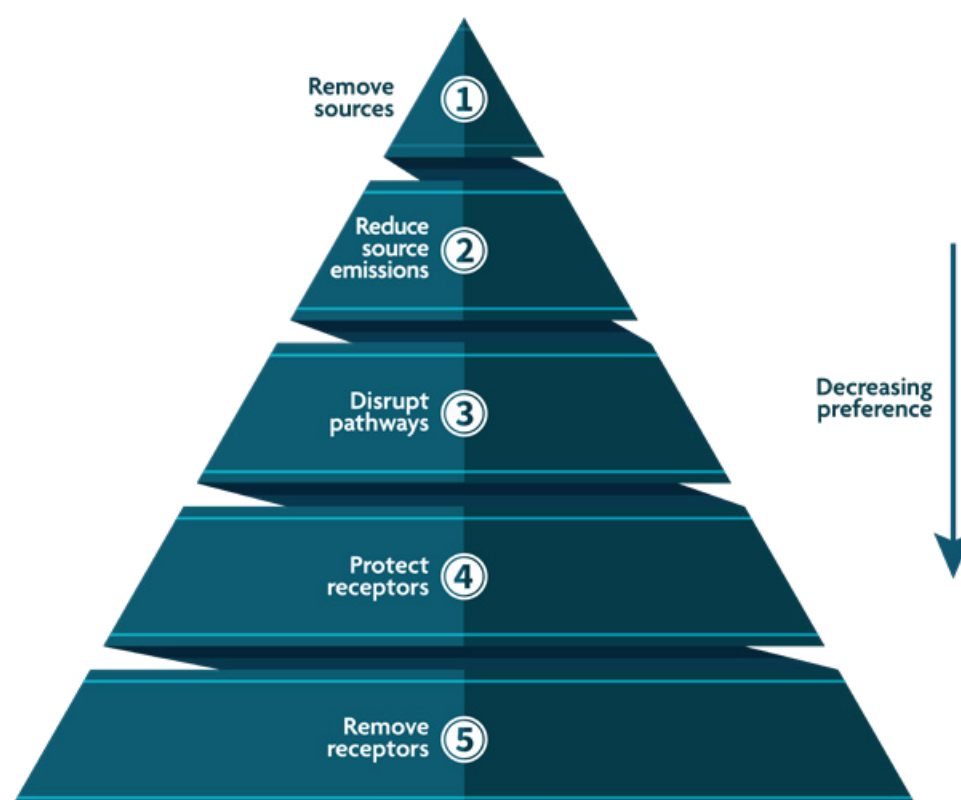 Remove
sources
1
Reduce
source
emissions
2
Disrupt
pathways
3
Decreasing
preference
Protect
receptors
4
Remove
receptors
5